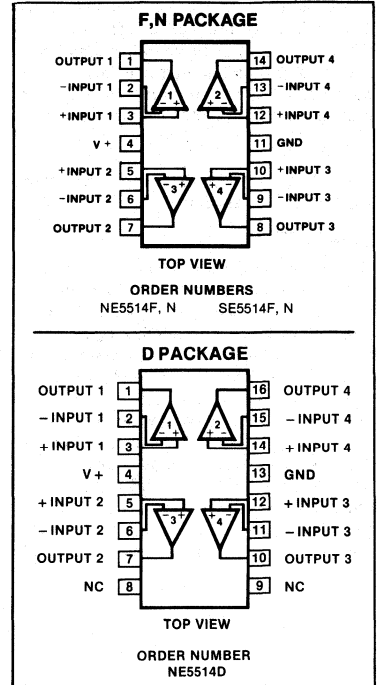 F,N PACKAGE
OUTPUT 1 1 14 OUTPUT 4
-INPUT 1 2 13 -INPUT 4
1 2
- + + -
+INPUT 1 3 12 +INPUT 4
V + 4 11 GND
+INPUT 2 5 10 +INPUT 3
- + + -
3 4
-INPUT 2 6 9 -INPUT 3
OUTPUT 2 7 8 OUTPUT 3
TOP VIEW
ORDER NUMBERS
NE5514F, N SE5514F, N
D PACKAGE
OUTPUT 1 1 16 OUTPUT 4
- INPUT 1 2 15 - INPUT 4
1 2
- + + -
+ INPUT 1 3 14 + INPUT 4
V + 4 13 GND
+ INPUT 2 5 12 + INPUT 3
- + + -
3 4
- INPUT 2 6 11 - INPUT 3
OUTPUT 2 7 10 OUTPUT 3
NC 8 9 NC
TOP VIEW
ORDER NUMBER
NE5514D